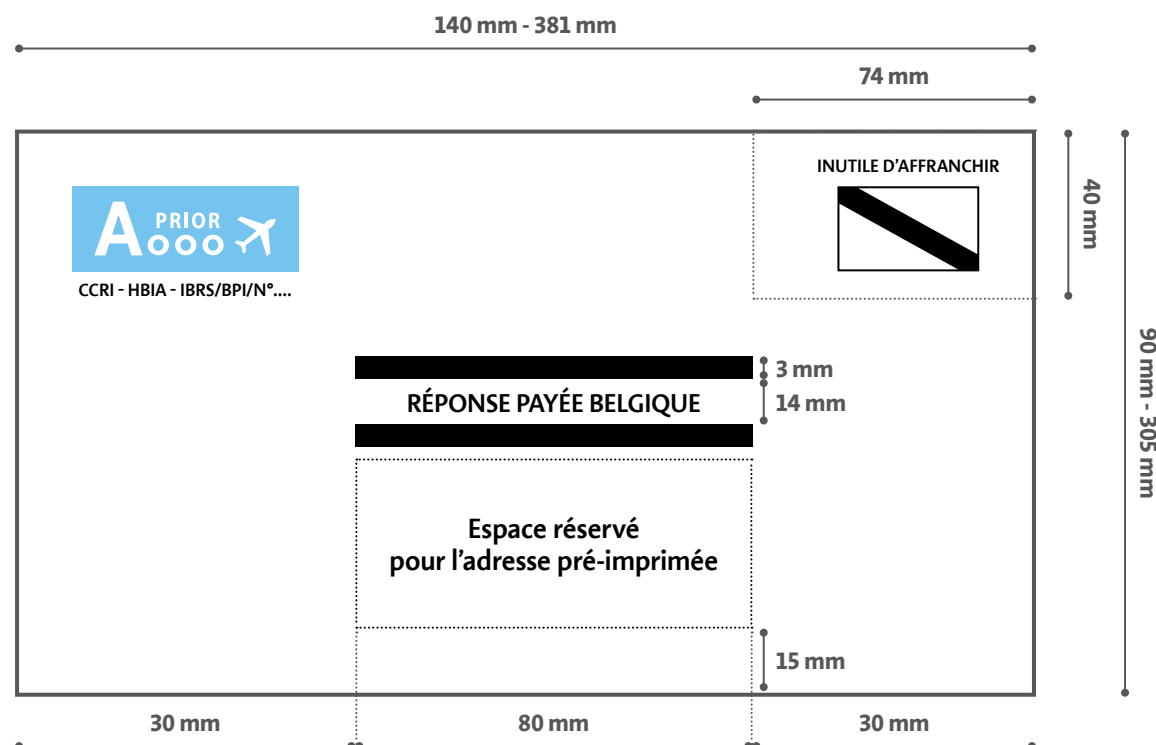 140 mm - 381 mm
74 mm
INUTILE D'AFFRANCHIR
A PRIOR
CCRI - HBIA - IBRS/BPI/N°....
40 mm
90 mm - 305 mm
3 mm
RÉPONSE PAYÉE BELGIQUE
14 mm
Espace réservé
pour l'adresse pré-imprimée
15 mm
30 mm
80 mm
30 mm